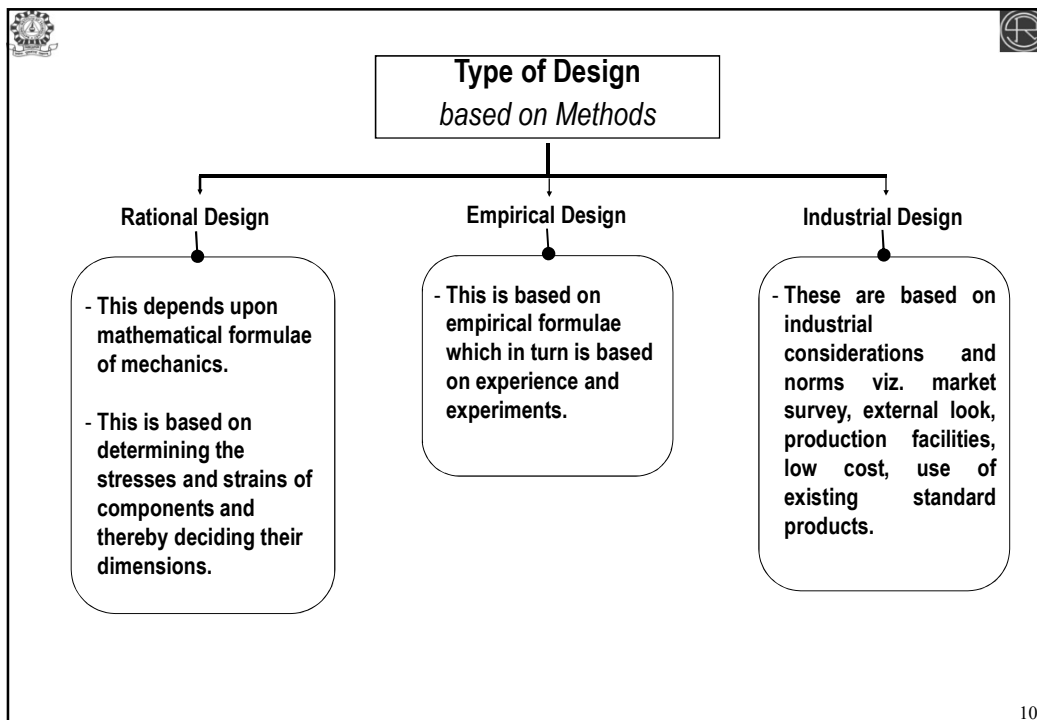 Type of Design
based on Methods
Rational Design
- This depends upon
mathematical formulae
of mechanics.
- This is based on
determining the
stresses and strains of
components and
thereby deciding their
dimensions.
Empirical Design
- This is based on
empirical formulae
which in turn is based
on experience and
experiments.
Industrial Design
- These are based on
industrial
considerations and
norms viz. market
survey, external look,
production facilities,
low cost, use of
existing standard
products.
10